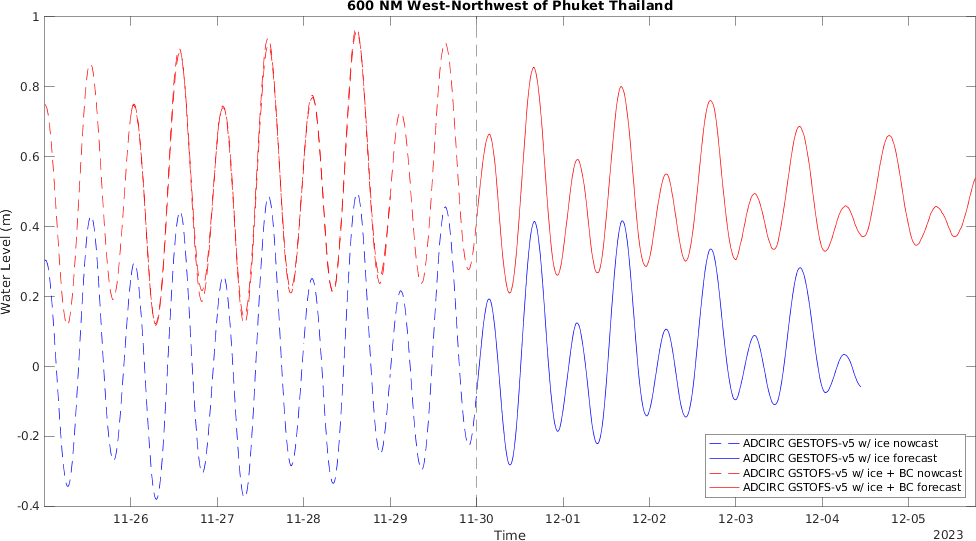 600 NM West-Northwest of Phuket Thailand
1
0.8
0.6
0.4
0.2
0
-0.2
-0.4
Water Level (m)
ADCIRC GESTOFS-v5 w/ ice nowcast
ADCIRC GESTOFS-v5 w/ ice forecast
ADCIRC GSTOFS-v5 w/ ice + BC nowcast
ADCIRC GSTOFS-v5 w/ ice + BC forecast
11-26 11-27 11-28 11-29 11-30 12-01 12-02 12-03 12-04 12-05
Time
2023